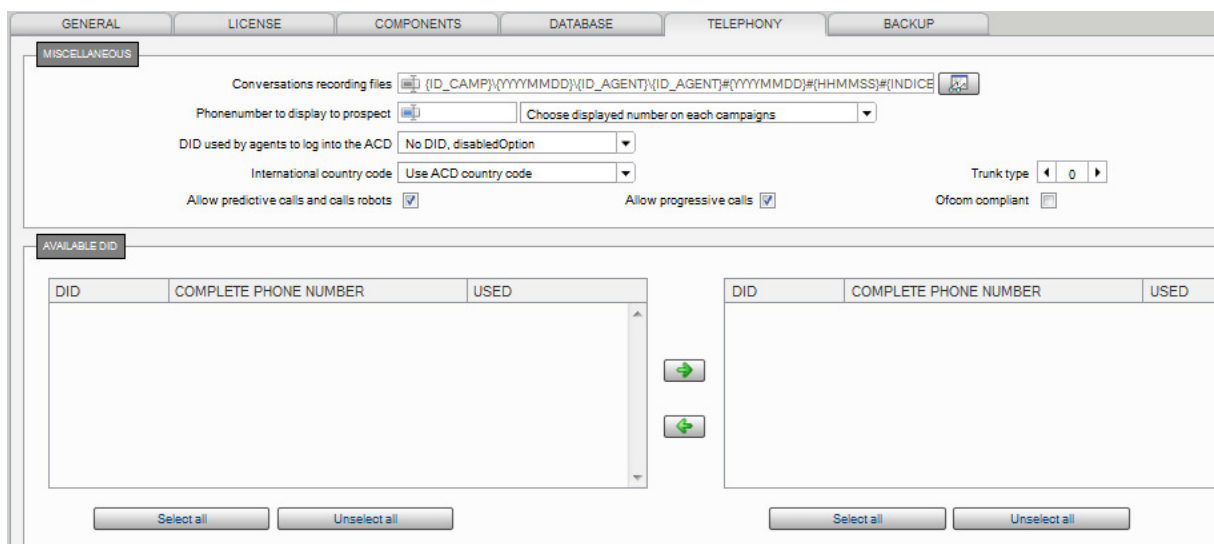 GENERAL LICENSE COMPONENTS DATABASE TELEPHONY BACKUP
MISCELLANEOUS
Conversations recording files {ID_CAMP}\{YYYYMMDD}\{ID_AGENT}\{ID_AGENT}#{YYYYMMDD}#{HHMMSS}#{INDICE
Phonenumber to display to prospect Choose displayed number on each campaigns
DID used by agents to log into the ACD No DID, disabledOption
International country code Use ACD country code Trunk type 0
Allow predictive calls and calls robots Allow progressive calls Ofcom compliant
AVAILABLE DID
DID COMPLETE PHONE NUMBER USED DID COMPLETE PHONE NUMBER USED
Select all Unselect all Select all Unselect all